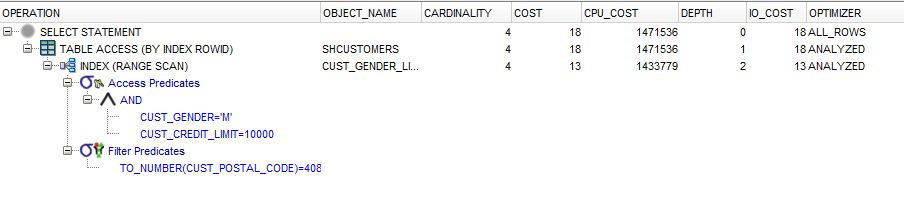 OPERATION OBJECT_NAME CARDINALITY COST CPU_COST DEPTH IO_COST OPTIMIZER
SELECT STATEMENT 4 18 1471536 0 18 ALL_ROWS
TABLE ACCESS (BY INDEX ROWID) SHCUSTOMERS 4 18 1471536 1 18 ANALYZED
INDEX (RANGE SCAN) CUST_GENDER_LI... 4 13 1433779 2 13 ANALYZED
Access Predicates
AND
CUST_GENDER='M'
CUST_CREDIT_LIMIT=10000
Filter Predicates
TO_NUMBER(CUST_POSTAL_CODE)=408